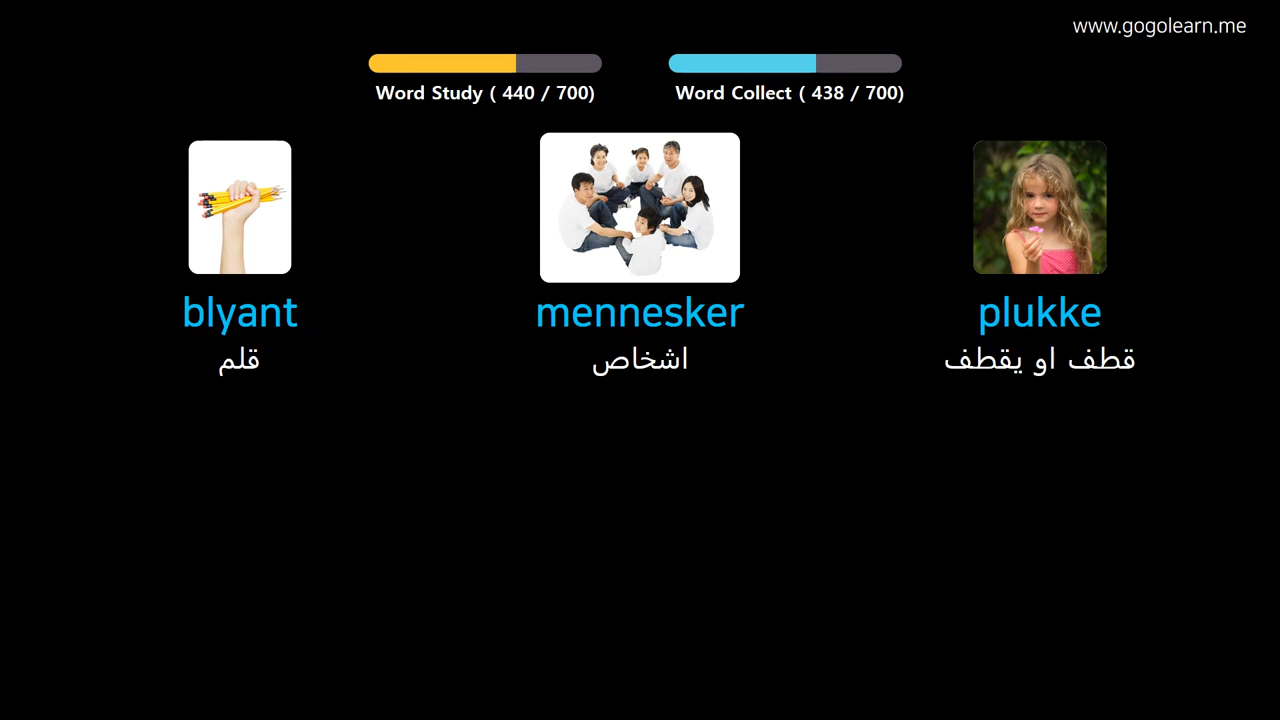 www.gogolearn.me
Word Study ( 440 / 700)
Word Collect ( 438 / 700)
blyant
قلم
mennesker
اشخاص
plukke
قطف او يقطف